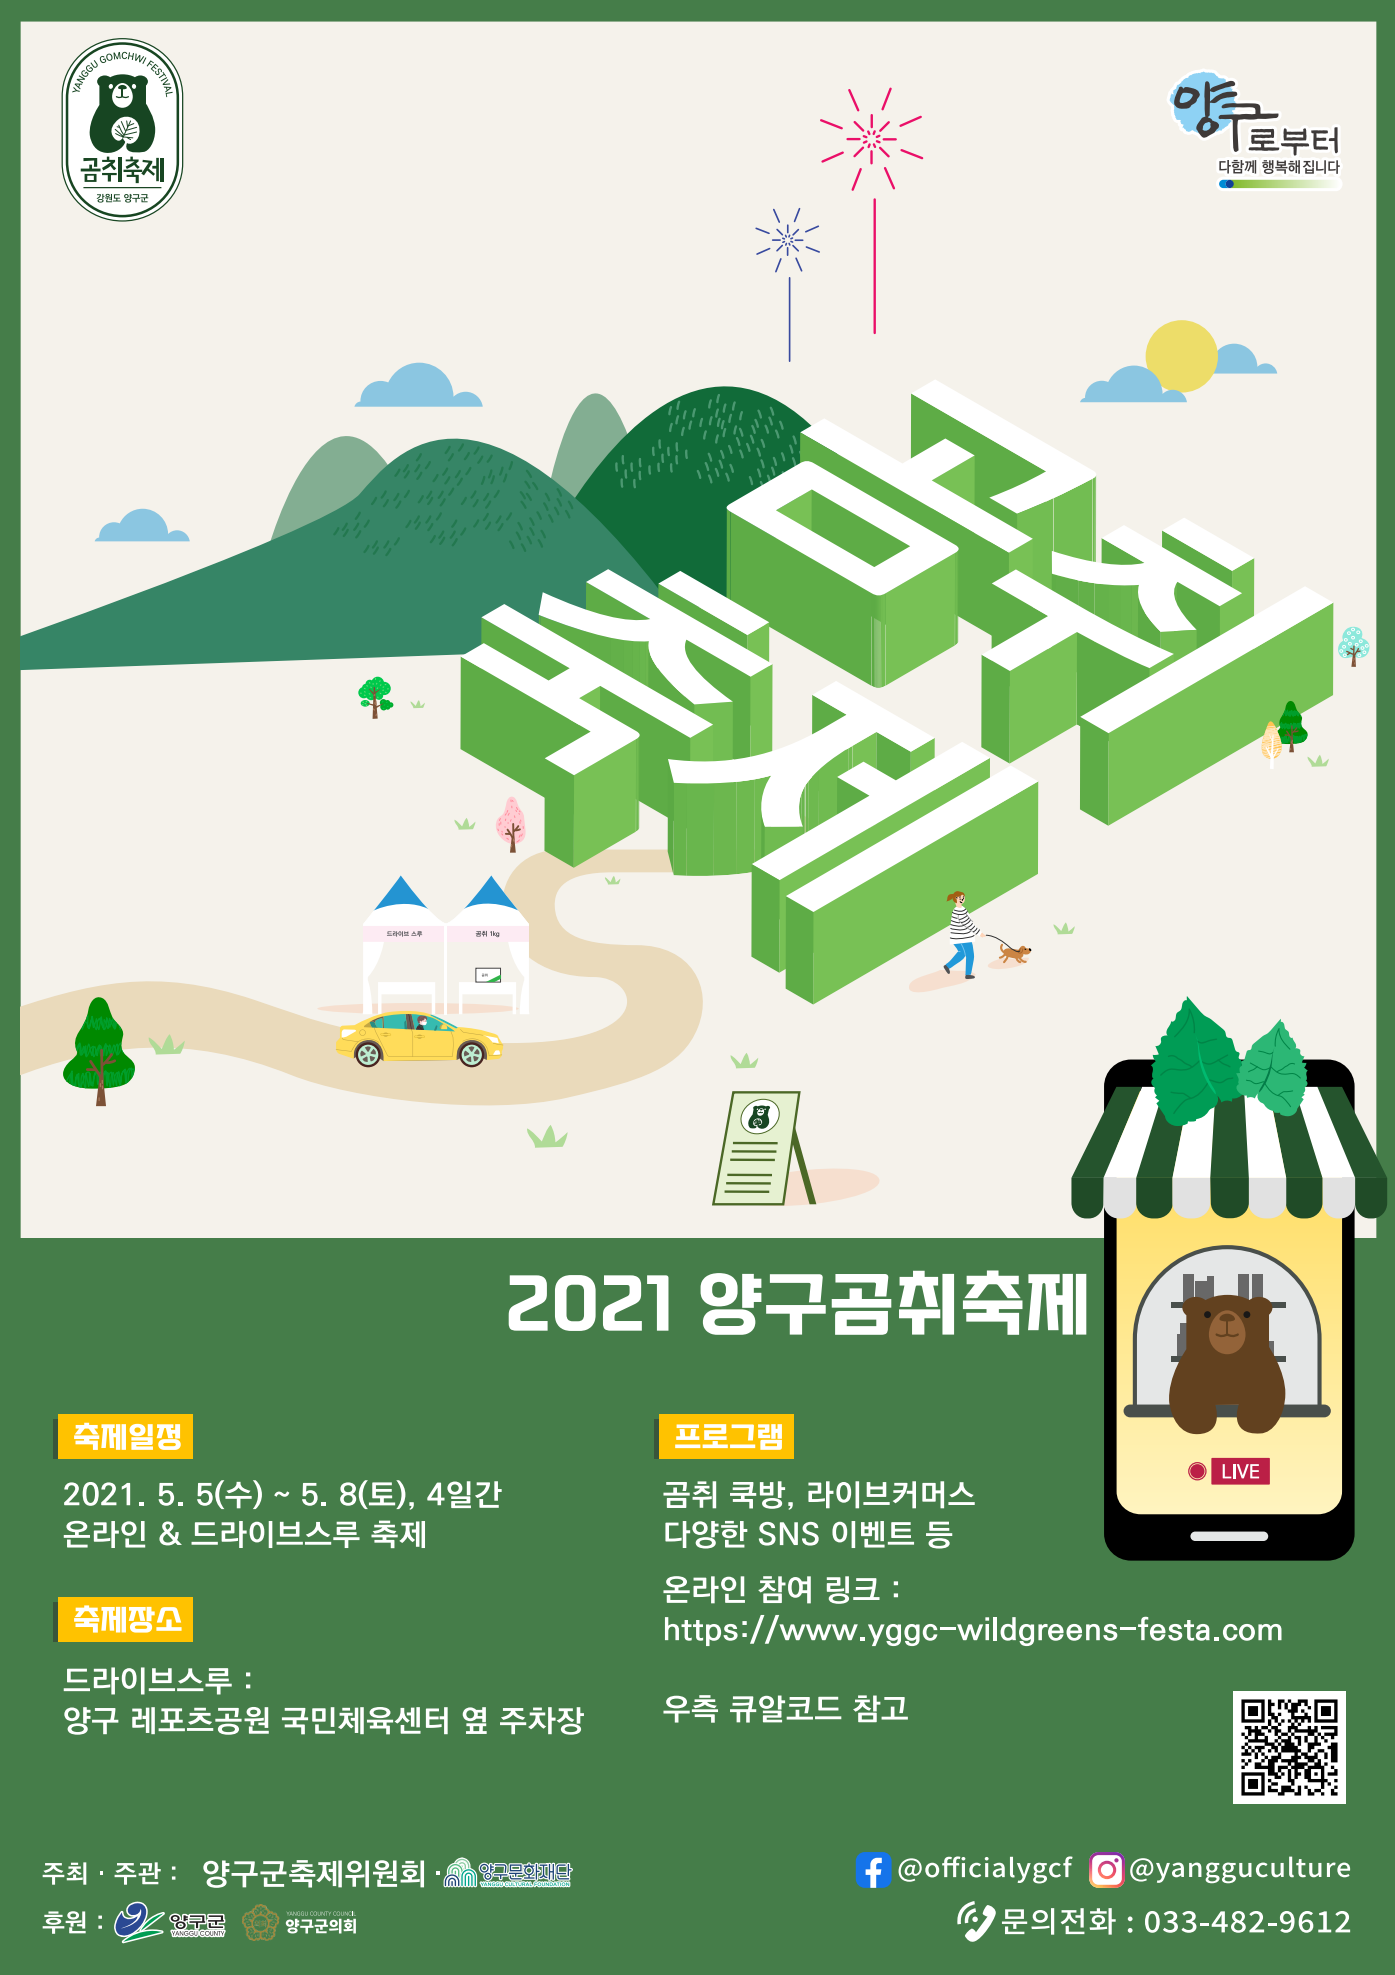 YANGGU GOMCHWI FESTIVAL
곰취축제
강원도 양구군
양구로부터
다함께 행복해집니다
곰취
축제
드라이브 스루
곰취 1kg
2021 양구곰취축제
축제일정
2021. 5. 5(수) ~ 5. 8(토), 4일간
온라인 & 드라이브스루 축제
축제장소
드라이브스루 :
양구 레포츠공원 국민체육센터 옆 주차장
프로그램
곰취 쿡방, 라이브커머스
다양한 SNS 이벤트 등
온라인 참여 링크 :
https://www.yggc-wildgreens-festa.com
우측 큐알코드 참고
LIVE
주최 · 주관 : 양구군축제위원회 · 양구문화재단
YANGGU CULTURAL FOUNDATION
후원 : 양구군
YANGGU COUNTY
YANGGU COUNTY COUNCIL
양구군의회
@officialygcf @yangguculture
문의전화 : 033-482-9612